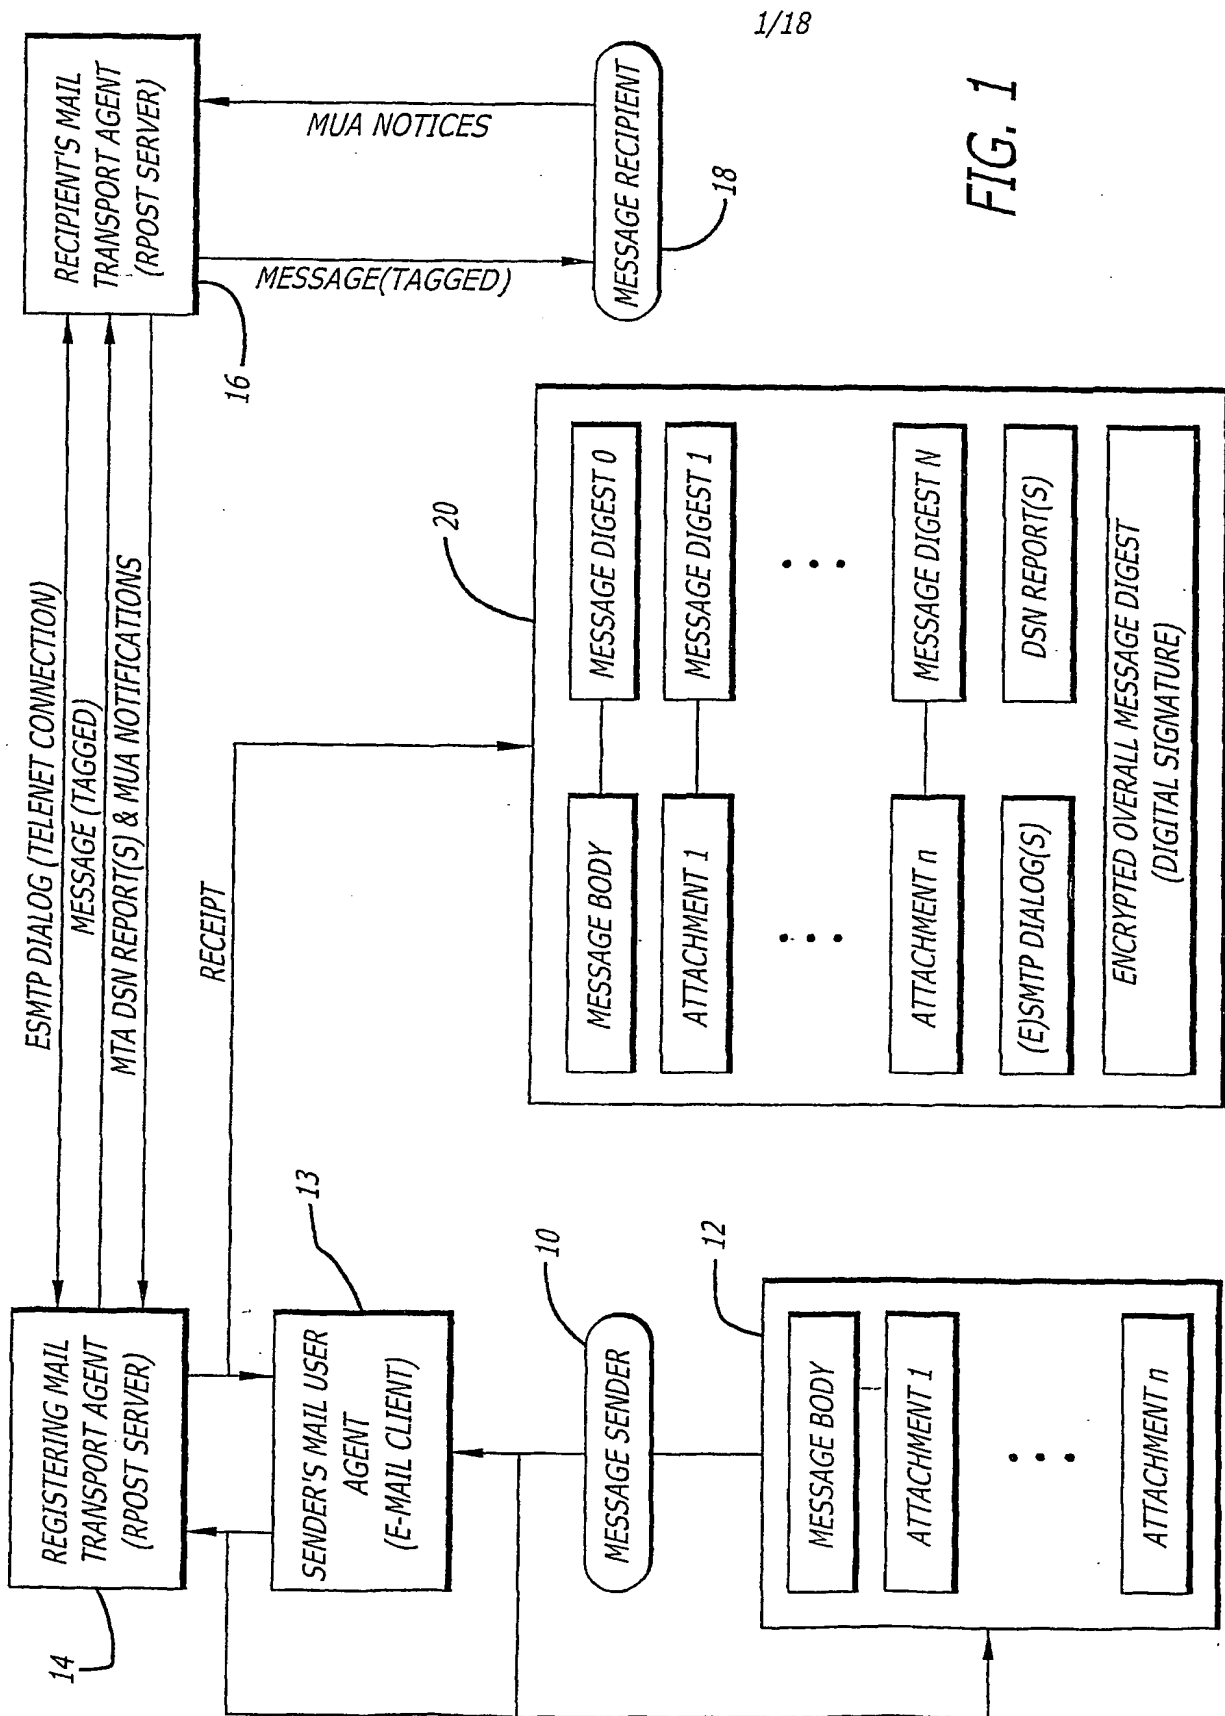 1/18
REGISTERING MAIL
TRANSPORT AGENT
(RPOST SERVER)
14
ESMTP DIALOG (TELENET CONNECTION)
MESSAGE (TAGGED)
MTA DSN REPORT(S) & MUA NOTIFICATIONS
RECIPIENT'S MAIL
TRANSPORT AGENT
(RPOST SERVER)
16
RECEIPT
SENDER'S MAIL USER
AGENT
(E-MAIL CLIENT)
13
MESSAGE(TAGGED)
MUA NOTICES
MESSAGE SENDER
10
MESSAGE RECIPIENT
18
12
MESSAGE BODY
ATTACHMENT 1
ATTACHMENT n
20
MESSAGE BODY
MESSAGE DIGEST 0
ATTACHMENT 1
MESSAGE DIGEST 1
ATTACHMENT n
MESSAGE DIGEST N
(E)SMTP DIALOG(S)
DSN REPORT(S)
ENCRYPTED OVERALL MESSAGE DIGEST
(DIGITAL SIGNATURE)
FIG. 1